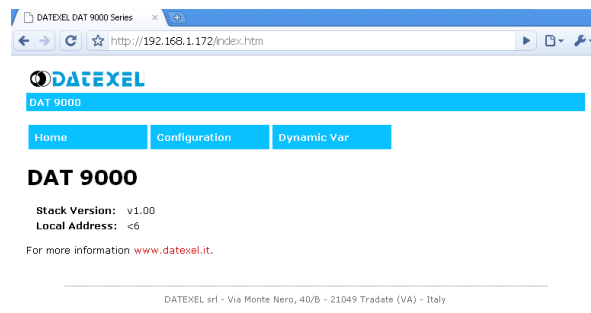 DATEXEL DAT 9000 Series
http://192.168.1.172/index.htm
DATEXEL
DAT 9000
Home Configuration Dynamic Var
DAT 9000
Stack Version: v1.00
Local Address: <6
For more information www.datexel.it.
DATEXEL srl - Via Monte Nero, 40/B - 21049 Tradate (VA) - Italy